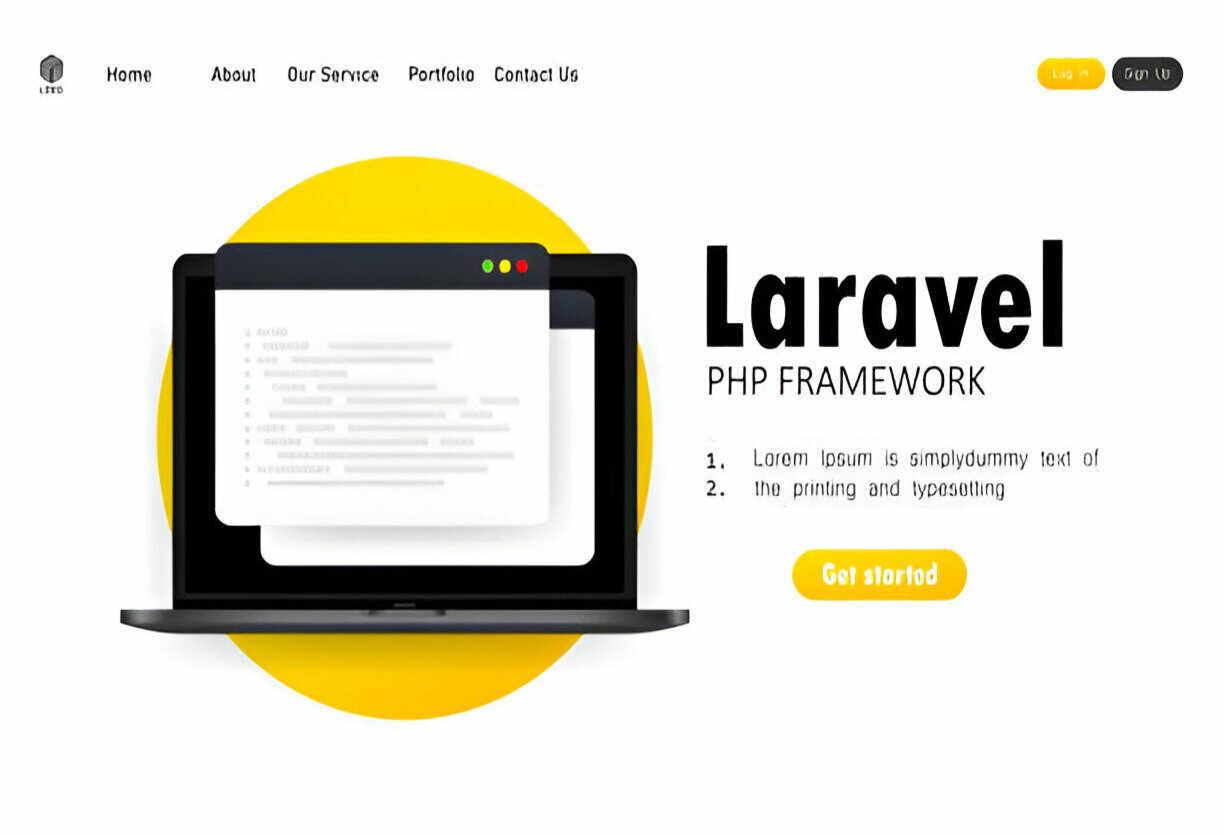 Home About Our Service Portfolio Contact Us
Log in Sign Up
Laravel
PHP FRAMEWORK
1. Lorem Ipsum is simplydummy text of
2. the printing and typesetting
Get started